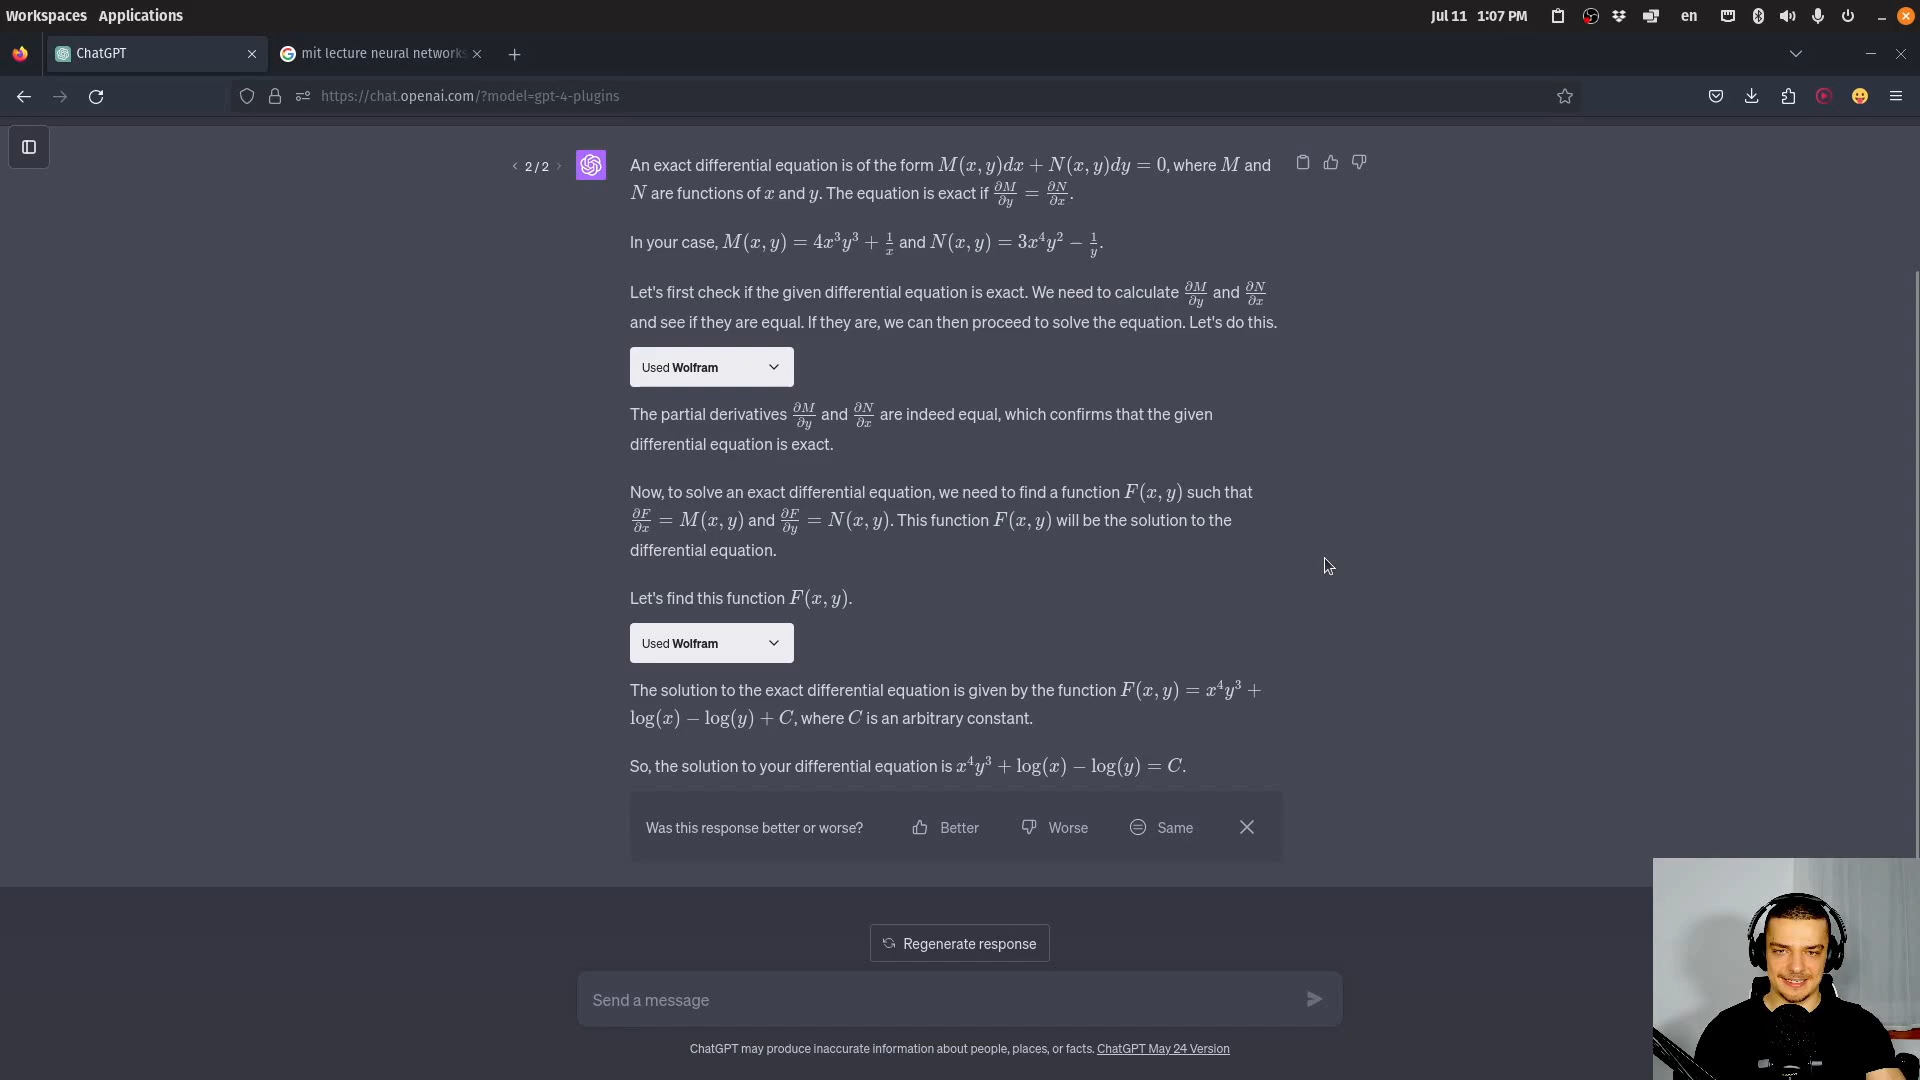 Workspaces Applications Jul 11 1:07 PM en
ChatGPT mit lecture neural networks
https://chat.openai.com/?model=gpt-4-plugins
2 / 2
An exact differential equation is of the form M(x, y)dx + N(x, y)dy = 0, where M and
N are functions of x and y. The equation is exact if ∂M/∂y = ∂N/∂x.
In your case, M(x, y) = 4x³y³ + 1/x and N(x, y) = 3x⁴y² − 1/y.
Let's first check if the given differential equation is exact. We need to calculate ∂M/∂y and ∂N/∂x
and see if they are equal. If they are, we can then proceed to solve the equation. Let's do this.
Used Wolfram
The partial derivatives ∂M/∂y and ∂N/∂x are indeed equal, which confirms that the given
differential equation is exact.
Now, to solve an exact differential equation, we need to find a function F(x, y) such that
∂F/∂x = M(x, y) and ∂F/∂y = N(x, y). This function F(x, y) will be the solution to the
differential equation.
Let's find this function F(x, y).
Used Wolfram
The solution to the exact differential equation is given by the function F(x, y) = x⁴y³ +
log(x) − log(y) + C, where C is an arbitrary constant.
So, the solution to your differential equation is x⁴y³ + log(x) − log(y) = C.
Was this response better or worse? Better Worse Same
Regenerate response
Send a message
ChatGPT may produce inaccurate information about people, places, or facts. ChatGPT May 24 Version